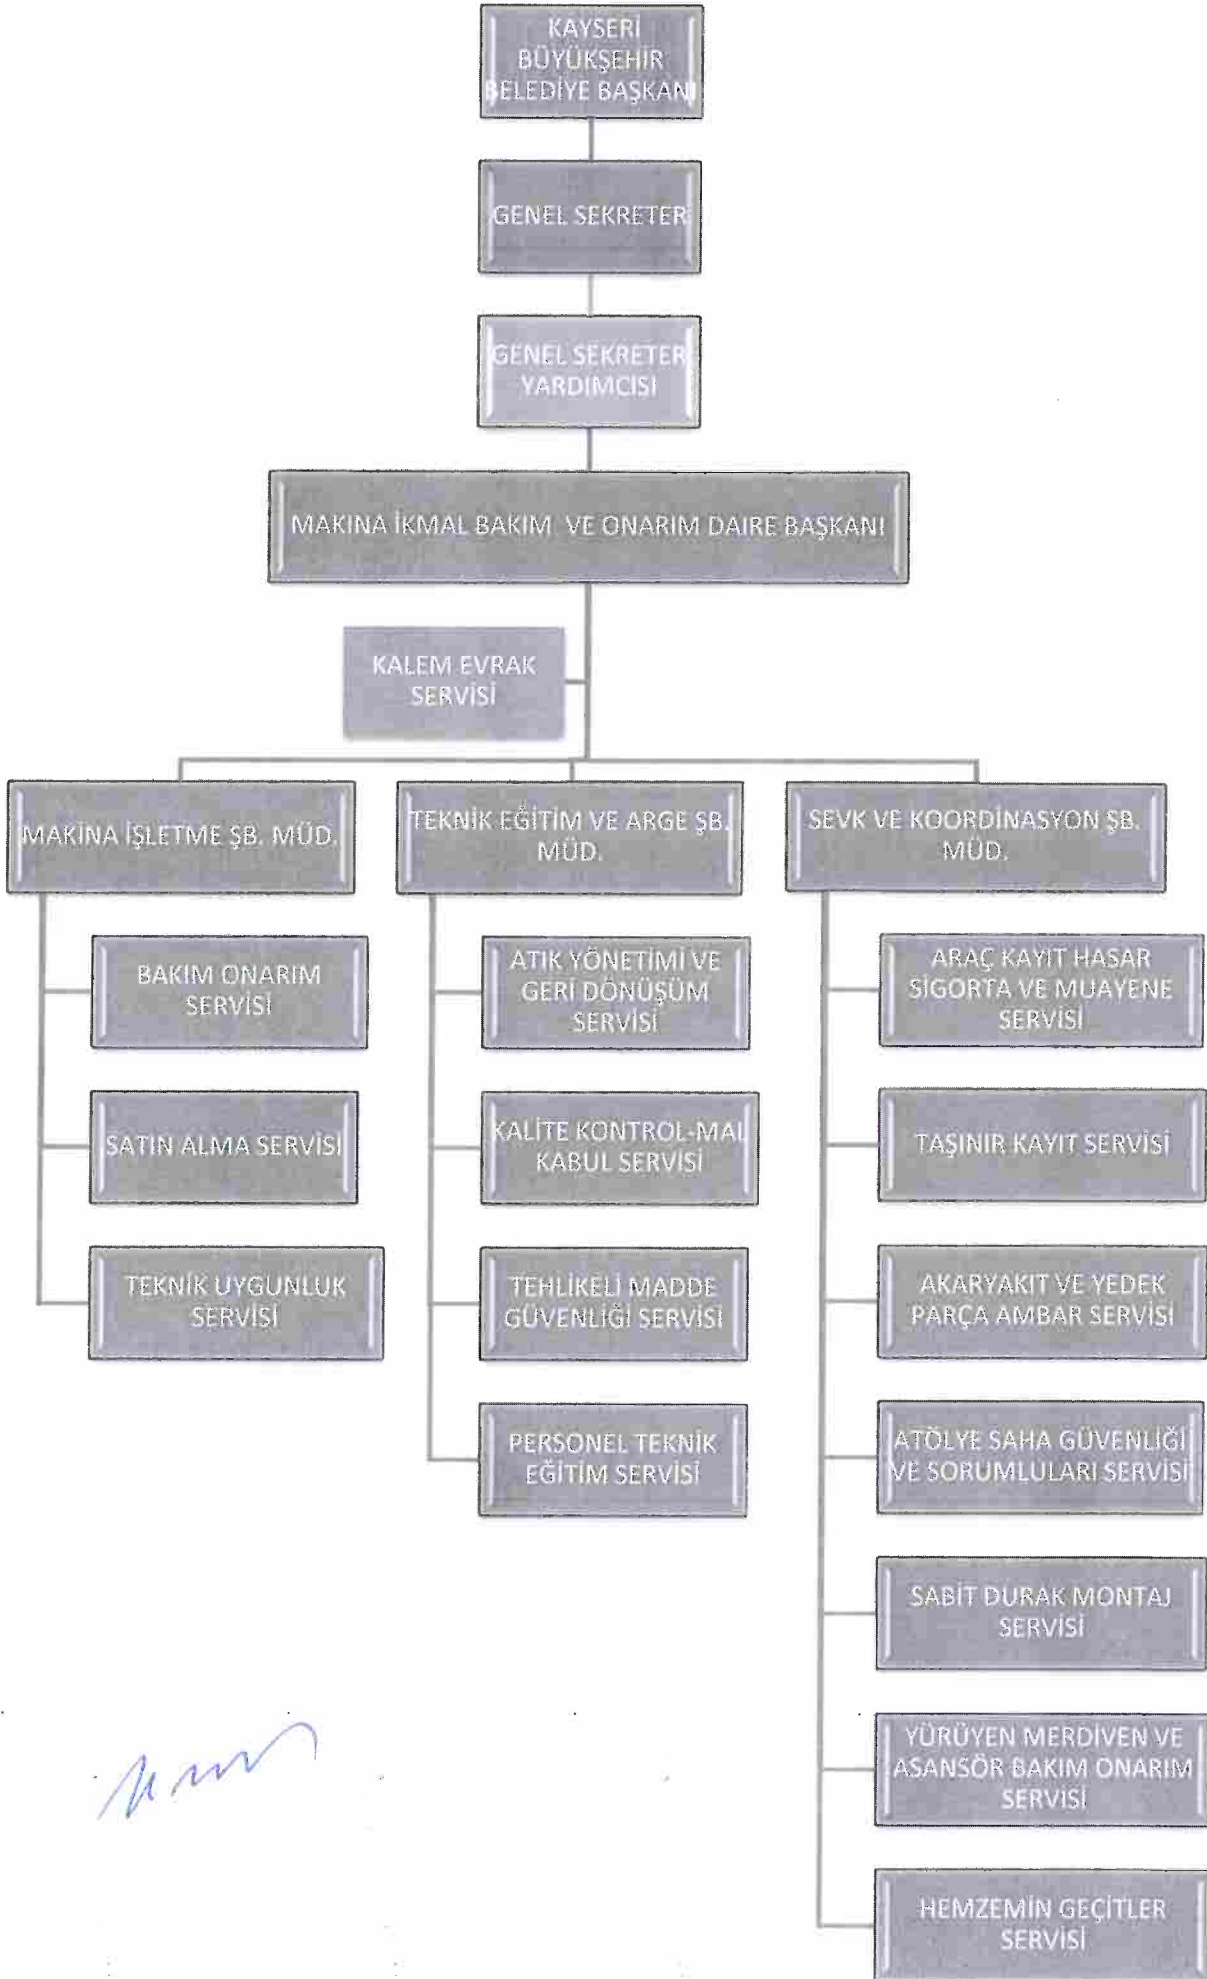 KAYSERİ
BÜYÜKŞEHİR
BELEDİYE BAŞKANI
GENEL SEKRETER
GENEL SEKRETER
YARDIMCISI
MAKINA İKMAL BAKIM VE ONARIM DAIRE BAŞKANI
KALEM EVRAK
SERVİSİ
MAKİNA İŞLETME ŞB. MÜD.
BAKIM ONARIM
SERVİSİ
SATIN ALMA SERVİSİ
TEKNİK UYGUNLUK
SERVİSİ
TEKNİK EĞİTİM VE ARGE ŞB.
MÜD.
ATIK YÖNETİMİ VE
GERİ DÖNÜŞÜM
SERVİSİ
KALİTE KONTROL-MAL
KABUL SERVİSİ
TEHLİKELİ MADDE
GÜVENLİĞİ SERVİSİ
PERSONEL TEKNİK
EĞİTİM SERVİSİ
SEVK VE KOORDİNASYON ŞB.
MÜD.
ARAÇ KAYIT HASAR
SİGORTA VE MUAYENE
SERVİSİ
TAŞINIR KAYIT SERVİSİ
AKARYAKIT VE YEDEK
PARÇA AMBAR SERVİSİ
ATÖLYE SAHA GÜVENLİĞİ
VE SORUMLULARI SERVİSİ
SABİT DURAK MONTAJ
SERVİSİ
YÜRÜYEN MERDİVEN VE
ASANSÖR BAKIM ONARIM
SERVİSİ
HEMZEMİN GEÇİTLER
SERVİSİ